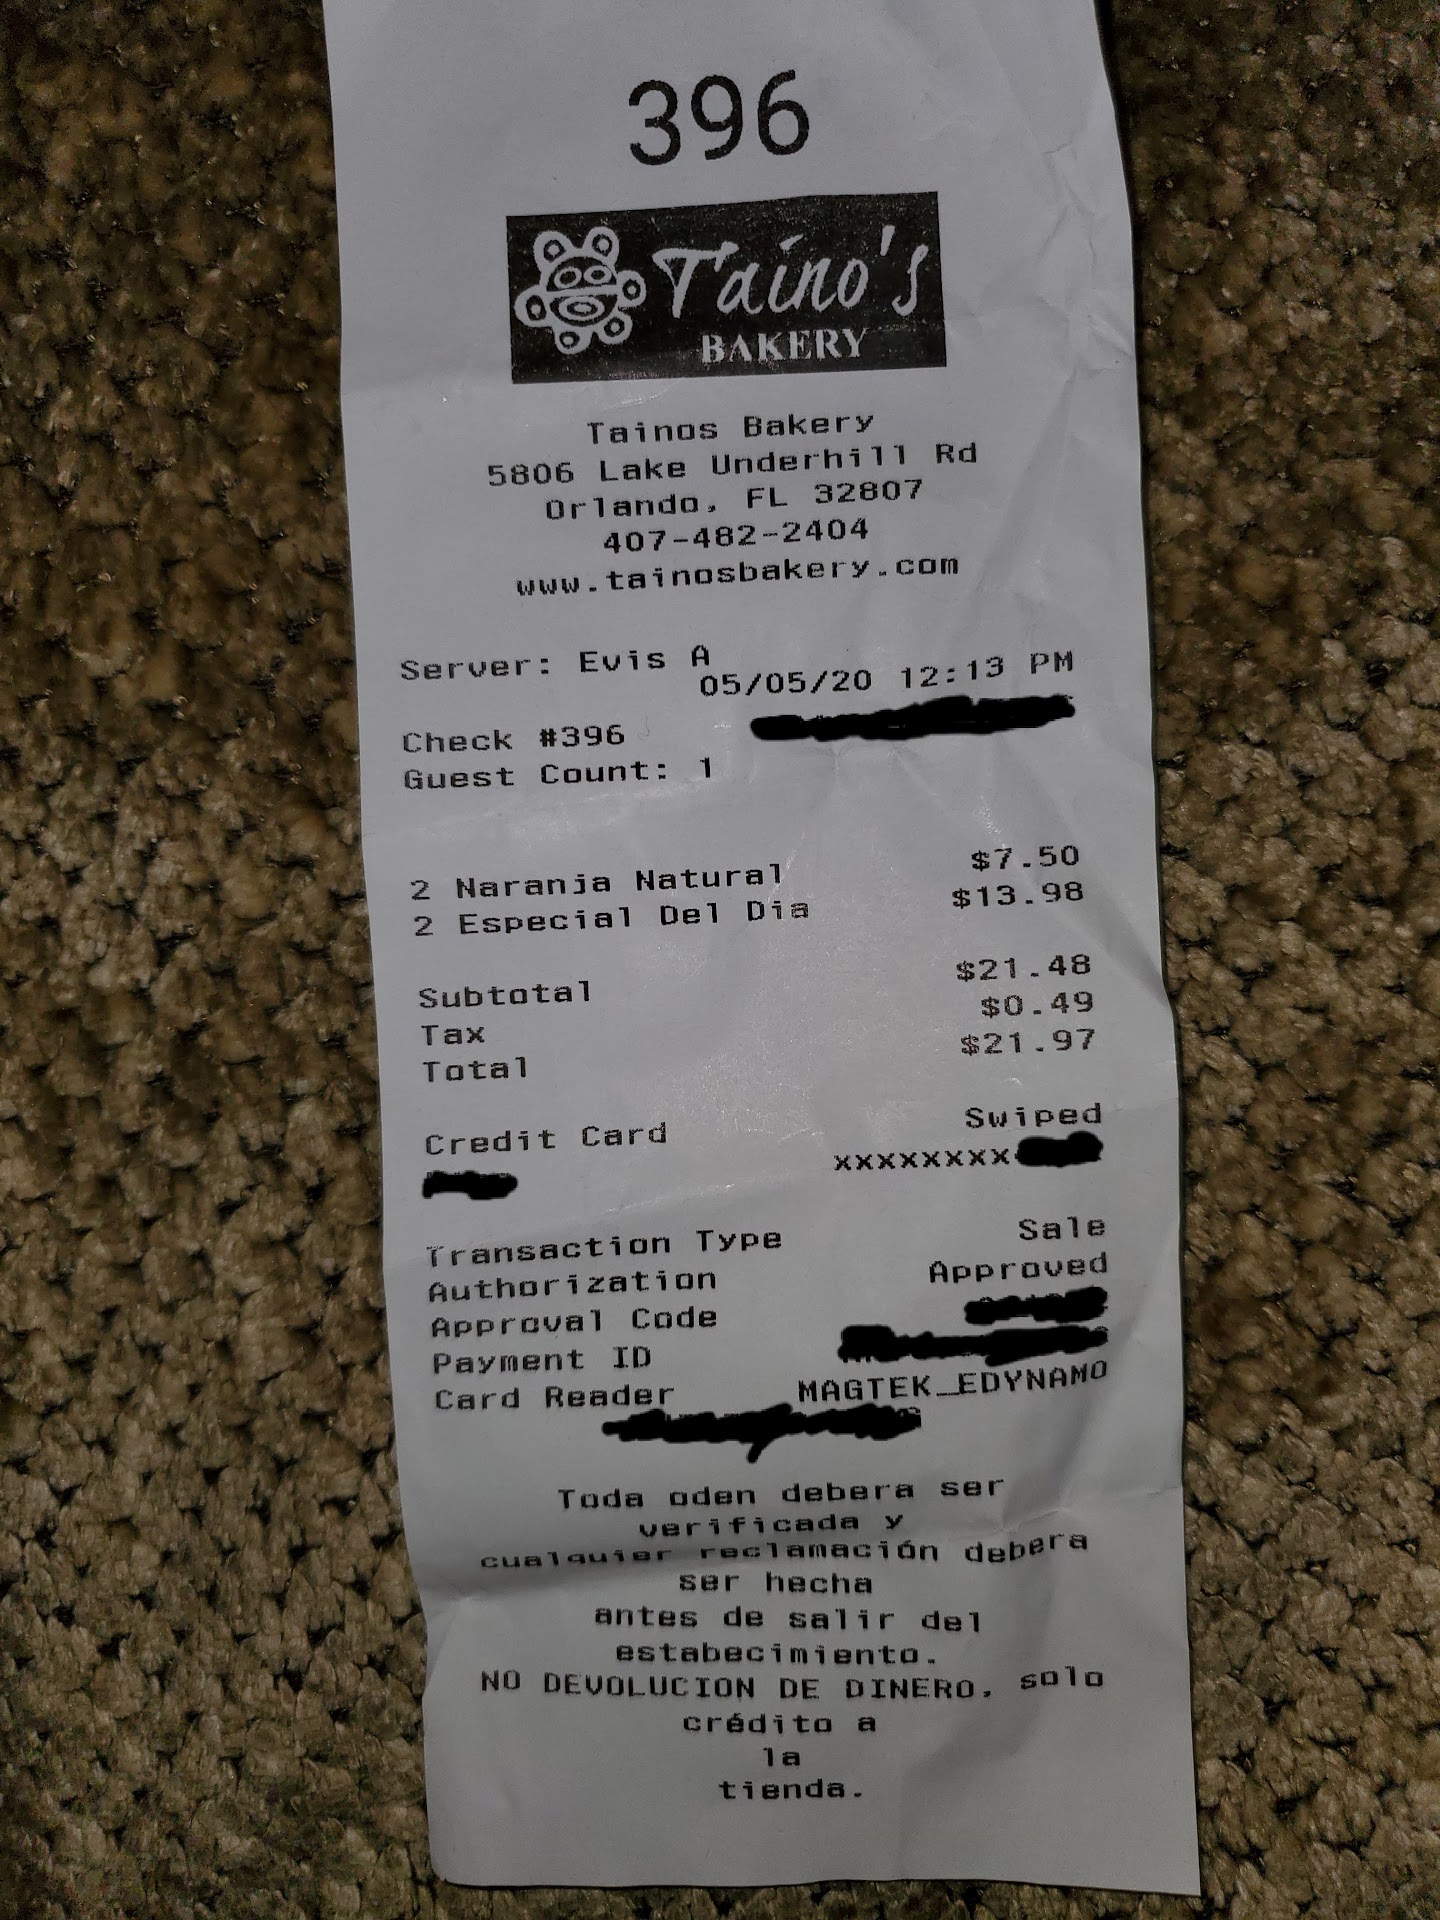 396
Taíno's
BAKERY
Tainos Bakery
5806 Lake Underhill Rd
Orlando, FL 32807
407-482-2404
www.tainosbakery.com
Server: Evis A
05/05/20 12:13 PM
Check #396
Guest Count: 1
2 Naranja Natural $7.50
2 Especial Del Dia $13.98
Subtotal $21.48
Tax $0.49
Total $21.97
Credit Card Swiped
xxxxxxxx
Transaction Type Sale
Authorization Approved
Approval Code
Payment ID
Card Reader MAGTEK_EDYNAMO
Toda oden debera ser
verificada y
cualquier reclamación debera
ser hecha
antes de salir del
estabecimiento.
NO DEVOLUCION DE DINERO, solo
crédito a
la
tienda.